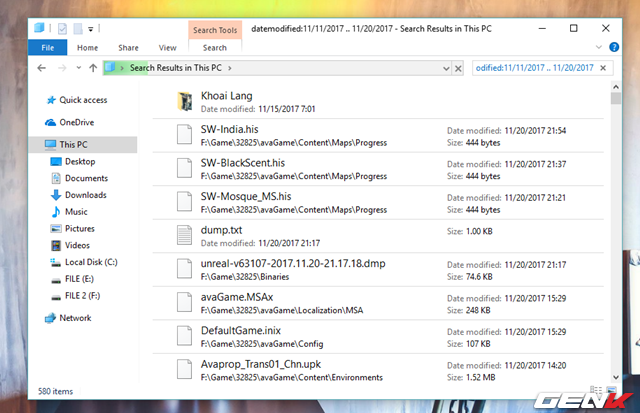 Search Tools
datemodified:11/11/2017 .. 11/20/2017 - Search Results in This PC
File
Home
Share
View
Search
Search Results in This PC
odified:11/11/2017 .. 11/20/2017
Quick access
OneDrive
This PC
Desktop
Documents
Downloads
Music
Pictures
Videos
Local Disk (C:)
FILE (E:)
FILE 2 (F:)
Network
Khoai Lang
Date modified: 11/15/2017 7:01
SW-India.his
Date modified: 11/20/2017 21:54
F:\Game\32825\avaGame\Content\Maps\Progress
Size: 444 bytes
SW-BlackScent.his
Date modified: 11/20/2017 21:37
F:\Game\32825\avaGame\Content\Maps\Progress
Size: 444 bytes
SW-Mosque_MS.his
Date modified: 11/20/2017 21:21
F:\Game\32825\avaGame\Content\Maps\Progress
Size: 444 bytes
dump.txt
Size: 1.00 KB
Date modified: 11/20/2017 21:17
unreal-v63107-2017.11.20-21.17.18.dmp
Date modified: 11/20/2017 21:17
F:\Game\32825\Binaries
Size: 74.6 KB
avaGame.MSAx
Date modified: 11/20/2017 15:29
F:\Game\32825\avaGame\Localization\MSA
Size: 248 KB
DefaultGame.inix
Date modified: 11/20/2017 15:29
F:\Game\32825\avaGame\Config
Size: 107 KB
Avaprop_Trans01_Chn.upk
Date modified: 11/20/2017 14:20
F:\Game\32825\avaGame\Content\Environments
Size: 1.52 MB
580 items
GENK